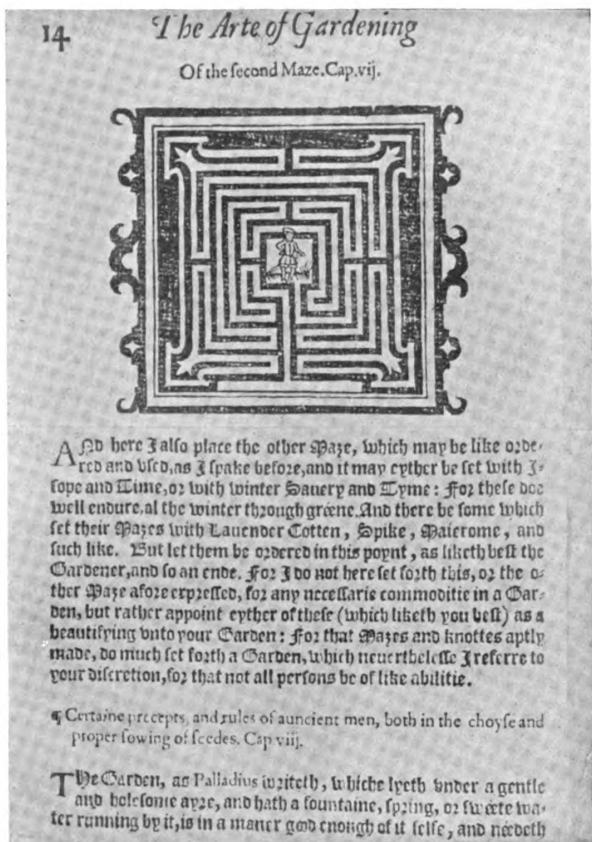 14
The Arte of Gardening
Of the ſecond Maze.Cap.vij.
ANd here I alſo place the other Maze, which may be like orde-
red and vſed,as I ſpake before,and it may eyther be ſet with J-
ſope and Time,or with winter Sauery and Tyme: For theſe doe
well endure,al the winter through greene.And there be ſome which
ſet their Mazes with Lauender Cotten, Spike, Maierome, and
ſuch like. But let them be ordered in this poynt, as liketh beſt the
Gardener,and ſo an ende. For I do not here ſet forth this, or the o-
ther Maze afore expreſſed, for any neceſſarie commoditie in a Gar-
den, but rather appoint eyther of theſe (which liketh you beſt) as a
beautifying vnto your Garden: For that Mazes and knottes aptly
made, do much ſet forth a Garden, which neuertheleſſe I referre to
your diſcretion,for that not all perſons be of like abilitie.
¶ Certaine precepts, and rules of auncient men, both in the choyſe and
proper ſowing of ſeedes. Cap viij.
THe Garden, as Palladius writeth, whiche lyeth vnder a gentle
and holeſome ayre, and hath a fountaine, ſpring, or ſweete wa-
ter running by it,is in a maner good enough of it ſelfe, and néedeth